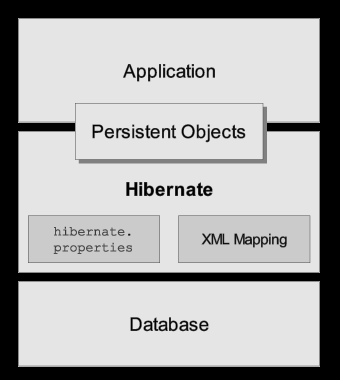 Application
Persistent Objects
Hibernate
hibernate.
properties
XML Mapping
Database